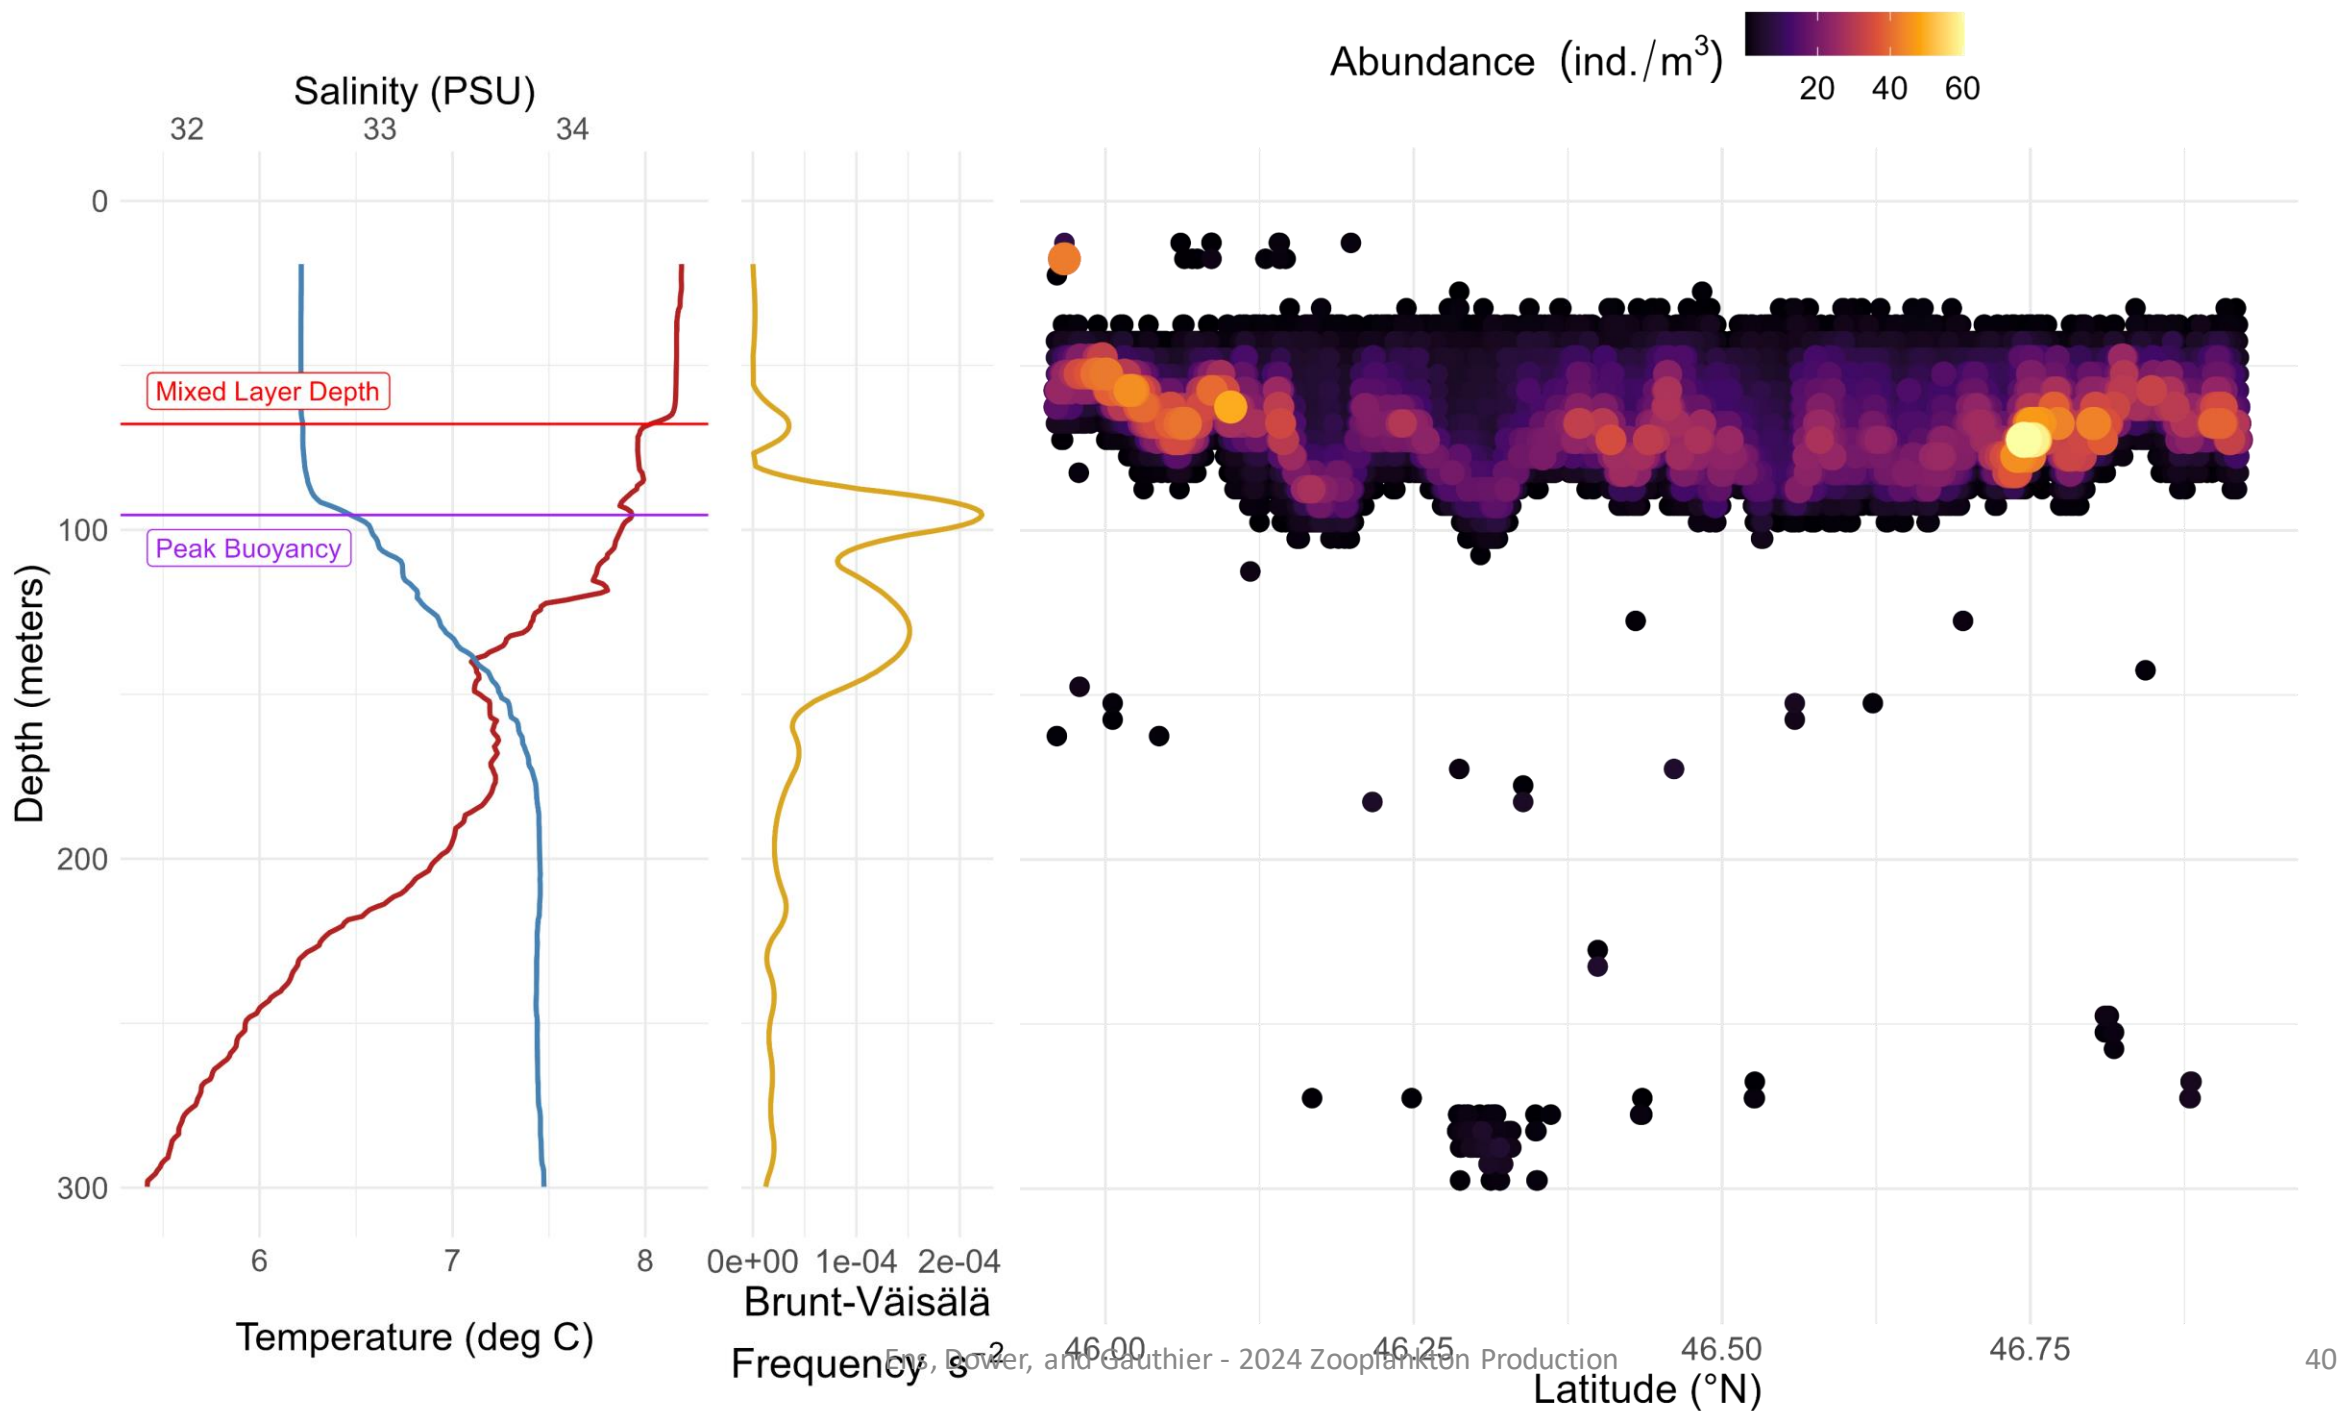 Abundance (ind./m³)
20 40 60
Salinity (PSU)
32 33 34
0
100
200
300
Depth (meters)
Mixed Layer Depth
Peak Buoyancy
6 7 8
Temperature (deg C)
0e+00 1e-04 2e-04
Brunt-Väisälä
Frequency s⁻²
46.00 46.25 46.50 46.75
Latitude (°N)
Ens, Dower, and Gauthier - 2024 Zooplankton Production
40